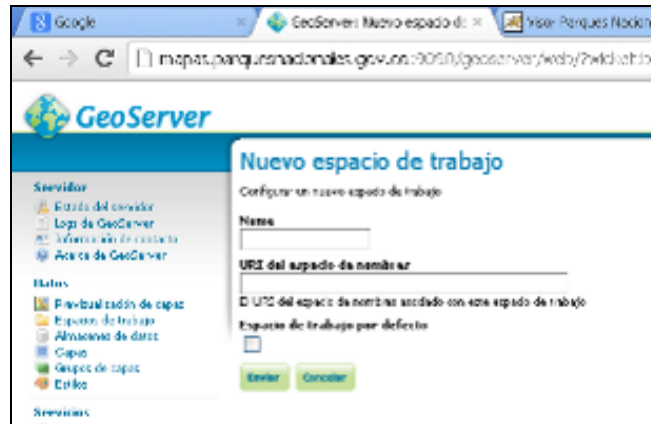 Google
GeoServer: Nuevo espacio d
Visor Parques Nacion
mapas.parquesnacionales.gov.co:9090/geoserver/web/?wicket:bo
GeoServer
Nuevo espacio de trabajo
Configurar un nuevo espacio de trabajo
Servidor
Estado del servidor
Logs de GeoServer
Información de contacto
Acerca de GeoServer
Name
URI del espacio de nombres
El URI del espacio de nombres asociado con este espacio de trabajo
Espacio de trabajo por defecto
Enviar
Cancelar
Datos
Previsualización de capas
Espacios de trabajo
Almacenes de datos
Capas
Grupos de capas
Estilos
Servicios